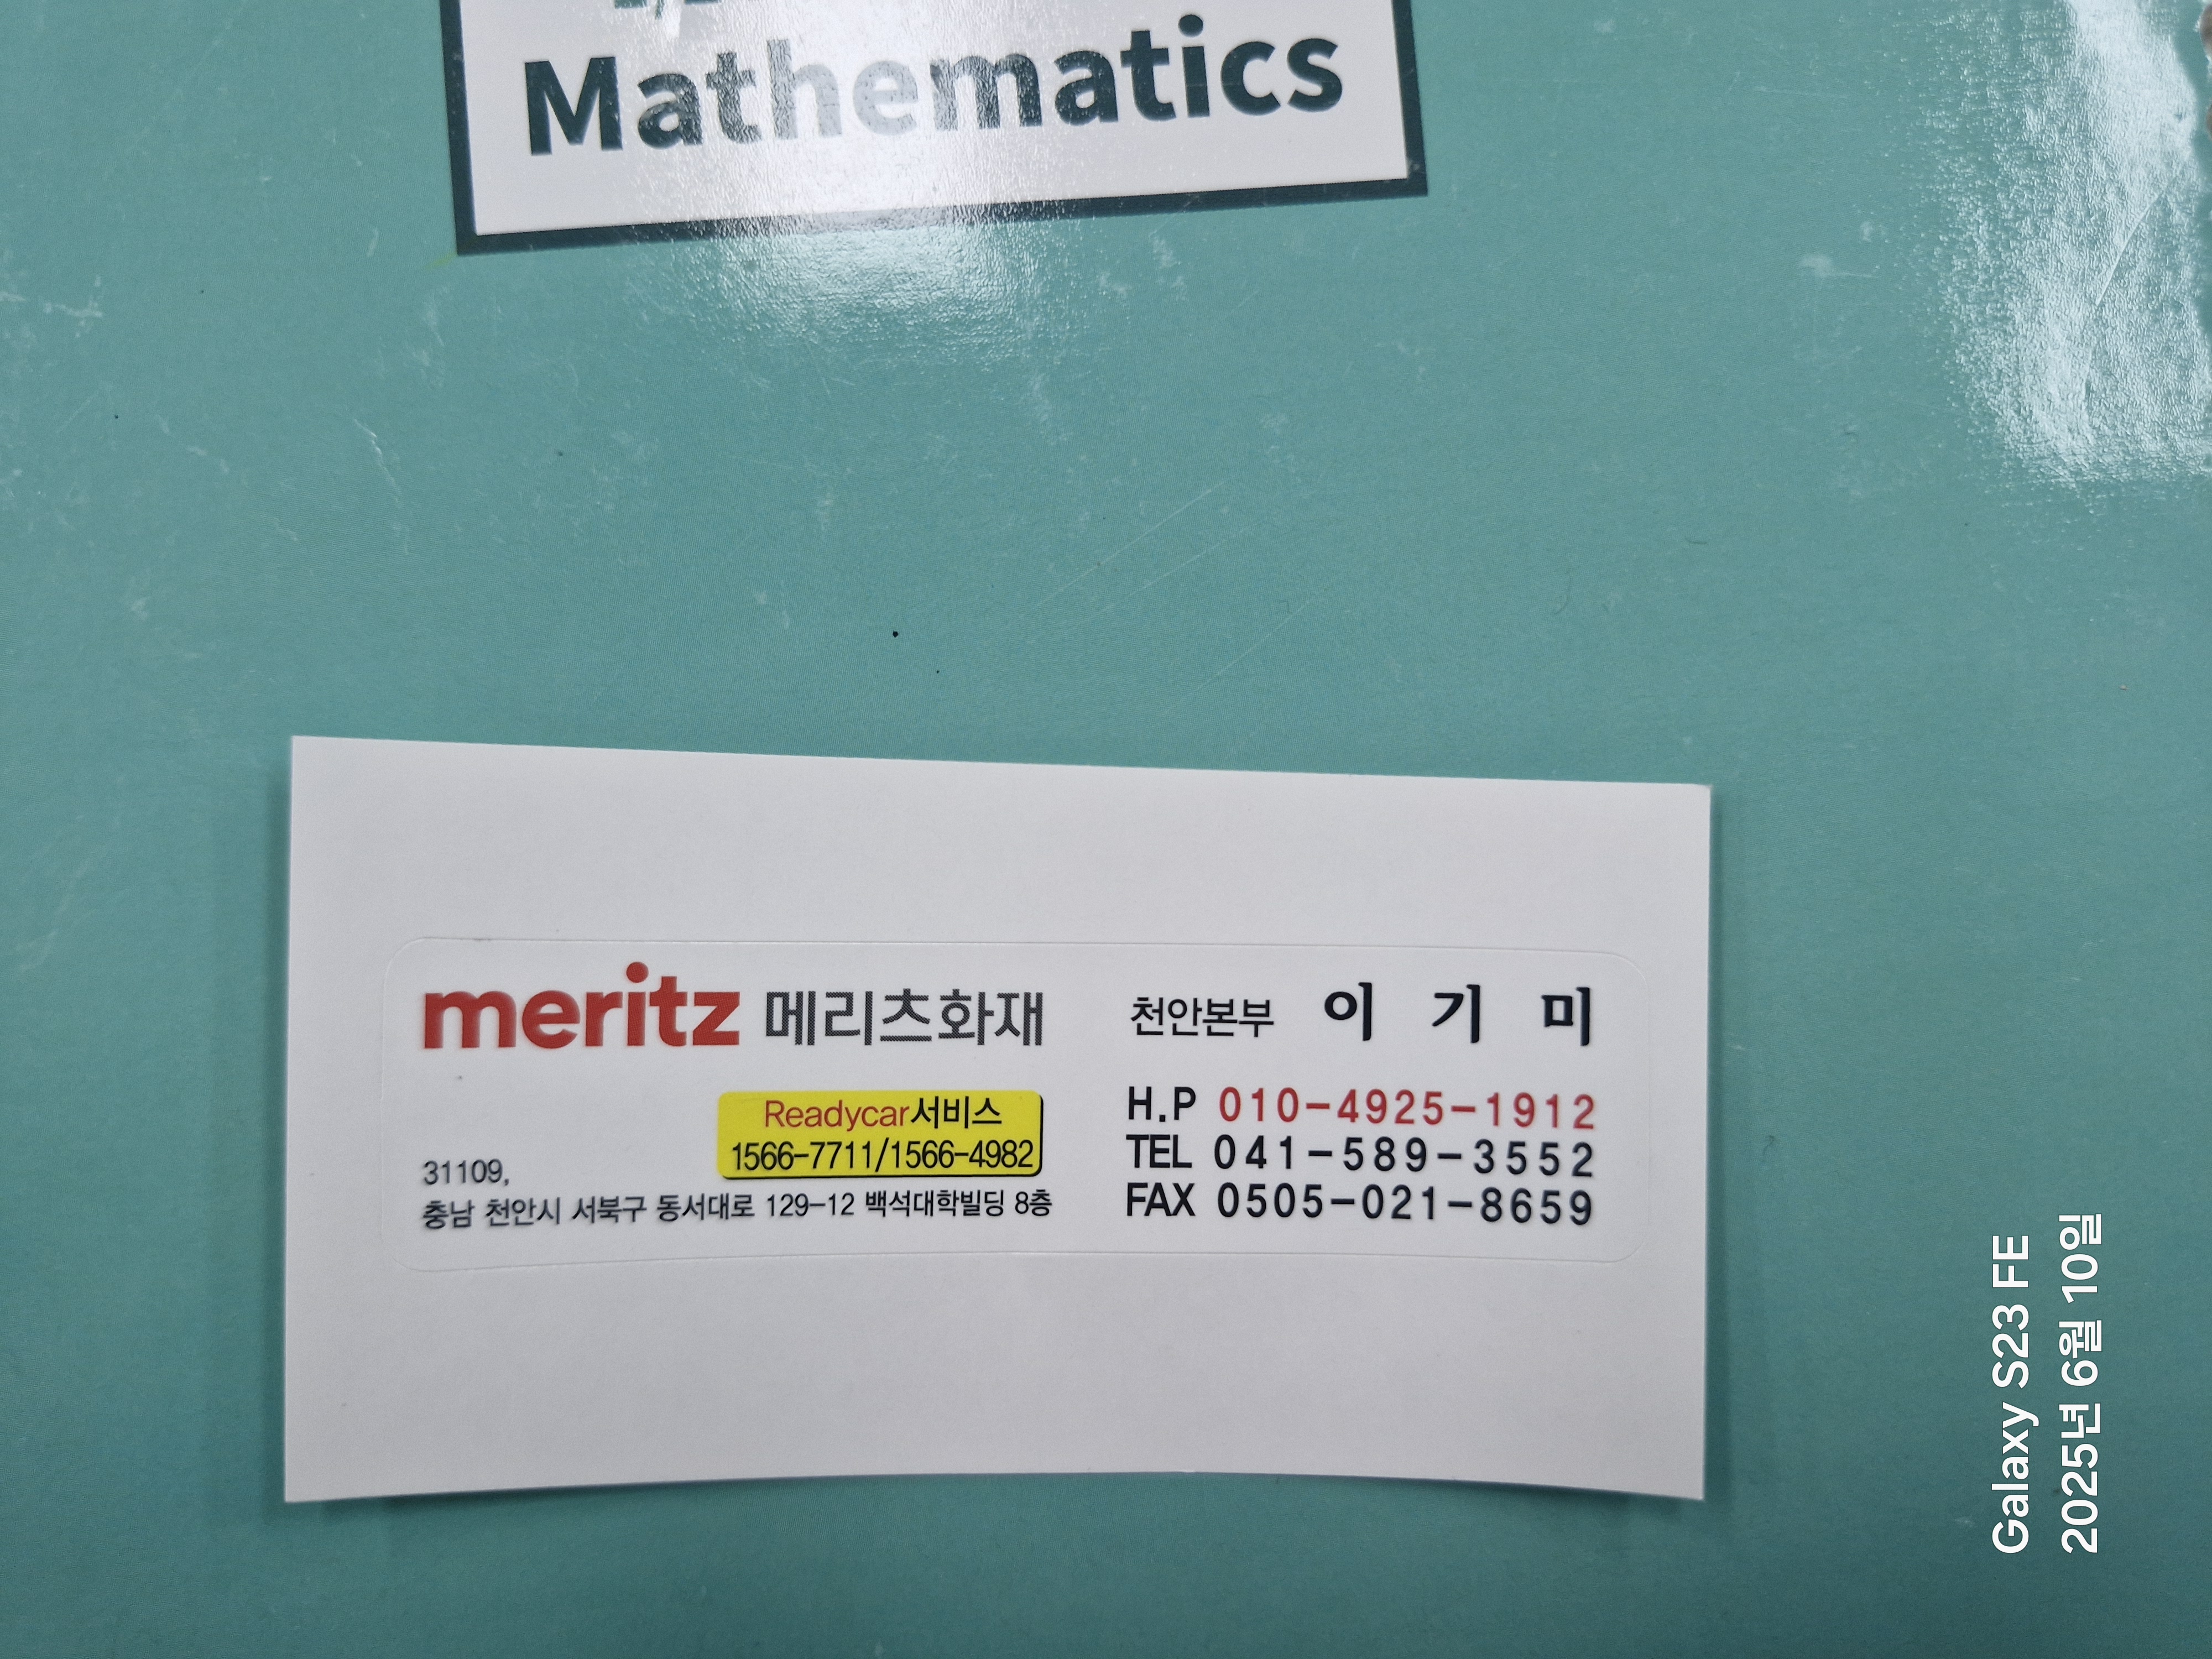 Mathematics
meritz 메리츠화재
Readycar서비스
1566-7711/1566-4982
31109,
충남 천안시 서북구 동서대로 129-12 백석대학빌딩 8층
천안본부 이 기 미
H.P 010-4925-1912
TEL 041-589-3552
FAX 0505-021-8659
Galaxy S23 FE
2025년 6월 10일